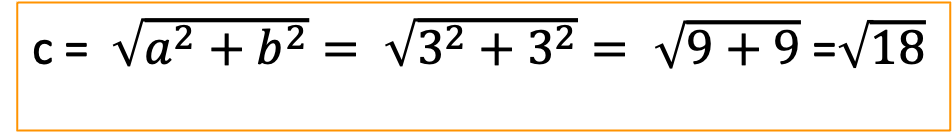 c = √a² + b² = √3² + 3² = √9 + 9 =√18